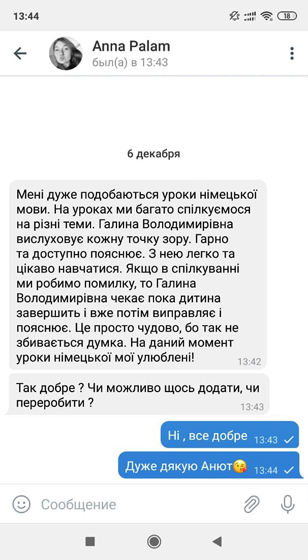 13:44
18
Anna Palam
был(а) в 13:43
6 декабря
Мені дуже подобаються уроки німецької
мови. На уроках ми багато спілкуємося
на різні теми. Галина Володимирівна
вислуховує кожну точку зору. Гарно
та доступно пояснює. З нею легко та
цікаво навчатися. Якщо в спілкуванні
ми робимо помилку, то Галина
Володимирівна чекає пока дитина
завершить і вже потім виправляє і
пояснює. Це просто чудово, бо так не
збивається думка. На даний момент
уроки німецької мої улюблені!
13:42
Так добре ? Чи можливо щось додати, чи
переробити ?
13:43
Ні , все добре
13:43
Дуже дякую Анют😘
13:44
Сообщение